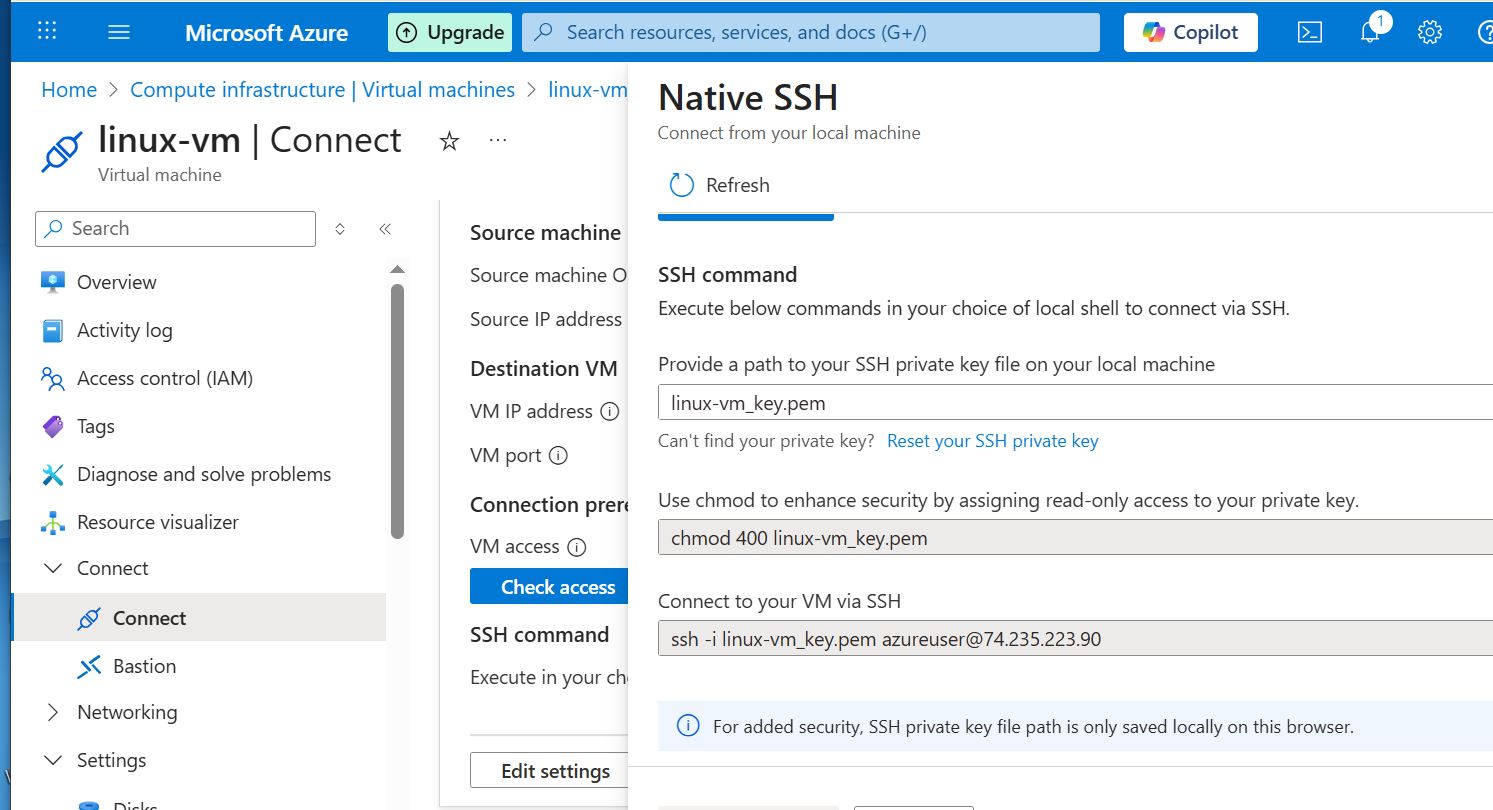 Microsoft Azure
Upgrade
Search resources, services, and docs (G+/)
Copilot
1
Home > Compute infrastructure | Virtual machines > linux-vm
linux-vm | Connect
Virtual machine
Search
Overview
Activity log
Access control (IAM)
Tags
Diagnose and solve problems
Resource visualizer
Connect
Connect
Bastion
Networking
Settings
Disks
Source machine
Source machine O
Source IP address
Destination VM
VM IP address
VM port
Connection prere
VM access
Check access
SSH command
Execute in your ch
Edit settings
Native SSH
Connect from your local machine
Refresh
SSH command
Execute below commands in your choice of local shell to connect via SSH.
Provide a path to your SSH private key file on your local machine
linux-vm_key.pem
Can't find your private key? Reset your SSH private key
Use chmod to enhance security by assigning read-only access to your private key.
chmod 400 linux-vm_key.pem
Connect to your VM via SSH
ssh -i linux-vm_key.pem azureuser@74.235.223.90
For added security, SSH private key file path is only saved locally on this browser.